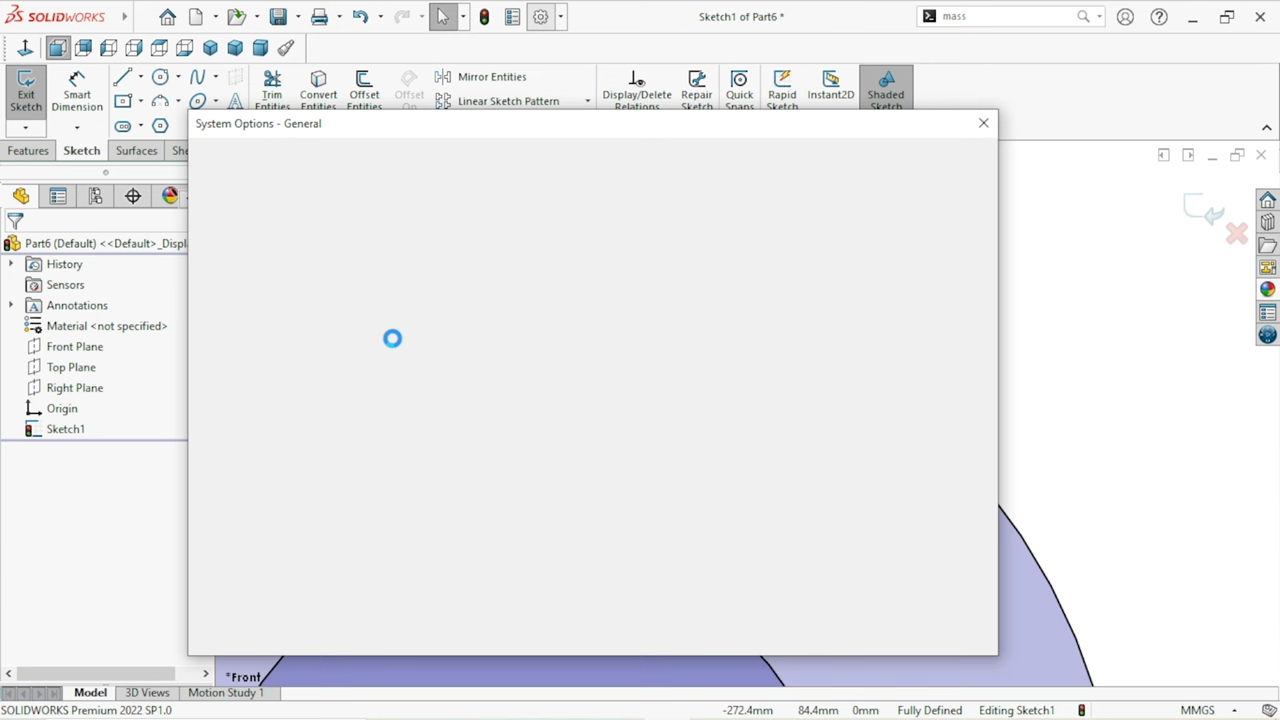 SOLIDWORKS
Sketch1 of Part6 *
mass
Exit Sketch
Smart Dimension
Trim Entities
Convert Entities
Offset Entities
Offset On
Mirror Entities
Linear Sketch Pattern
Display/Delete Relations
Repair Sketch
Quick Snaps
Rapid Sketch
Instant2D
Shaded Sketch
System Options - General
Features
Sketch
Surfaces
She
Part6 (Default) <<Default>_Displa
History
Sensors
Annotations
Material <not specified>
Front Plane
Top Plane
Right Plane
Origin
Sketch1
*Front
Model
3D Views
Motion Study 1
SOLIDWORKS Premium 2022 SP1.0
-272.4mm
84.4mm
0mm
Fully Defined
Editing Sketch1
MMGS